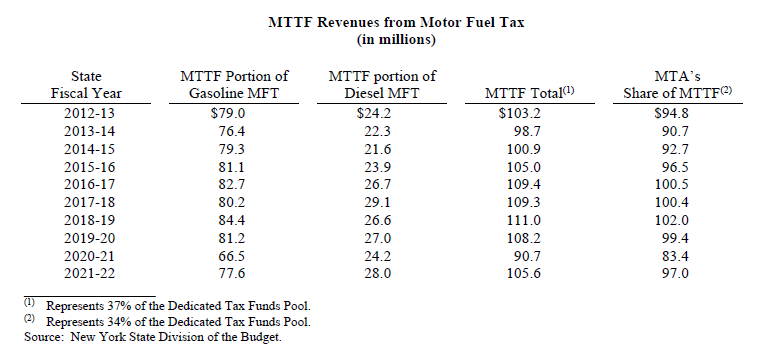 MTTF Revenues from Motor Fuel Tax
(in millions)
State Fiscal Year MTTF Portion of Gasoline MFT MTTF portion of Diesel MFT MTTF Total(1) MTA's Share of MTTF(2)
2012-13 $79.0 $24.2 $103.2 $94.8
2013-14 76.4 22.3 98.7 90.7
2014-15 79.3 21.6 100.9 92.7
2015-16 81.1 23.9 105.0 96.5
2016-17 82.7 26.7 109.4 100.5
2017-18 80.2 29.1 109.3 100.4
2018-19 84.4 26.6 111.0 102.0
2019-20 81.2 27.0 108.2 99.4
2020-21 66.5 24.2 90.7 83.4
2021-22 77.6 28.0 105.6 97.0
(1) Represents 37% of the Dedicated Tax Funds Pool.
(2) Represents 34% of the Dedicated Tax Funds Pool.
Source: New York State Division of the Budget.